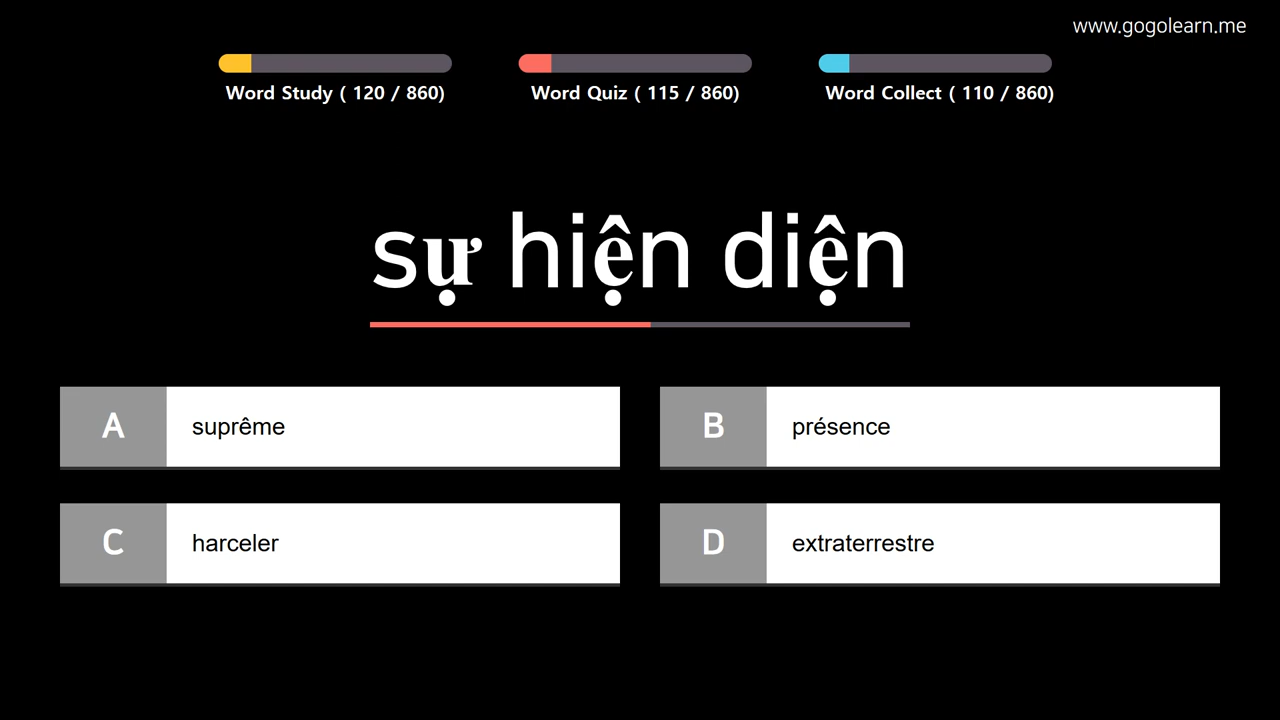 www.gogolearn.me
Word Study ( 120 / 860)
Word Quiz ( 115 / 860)
Word Collect ( 110 / 860)
sự hiện diện
A suprême
B présence
C harceler
D extraterrestre